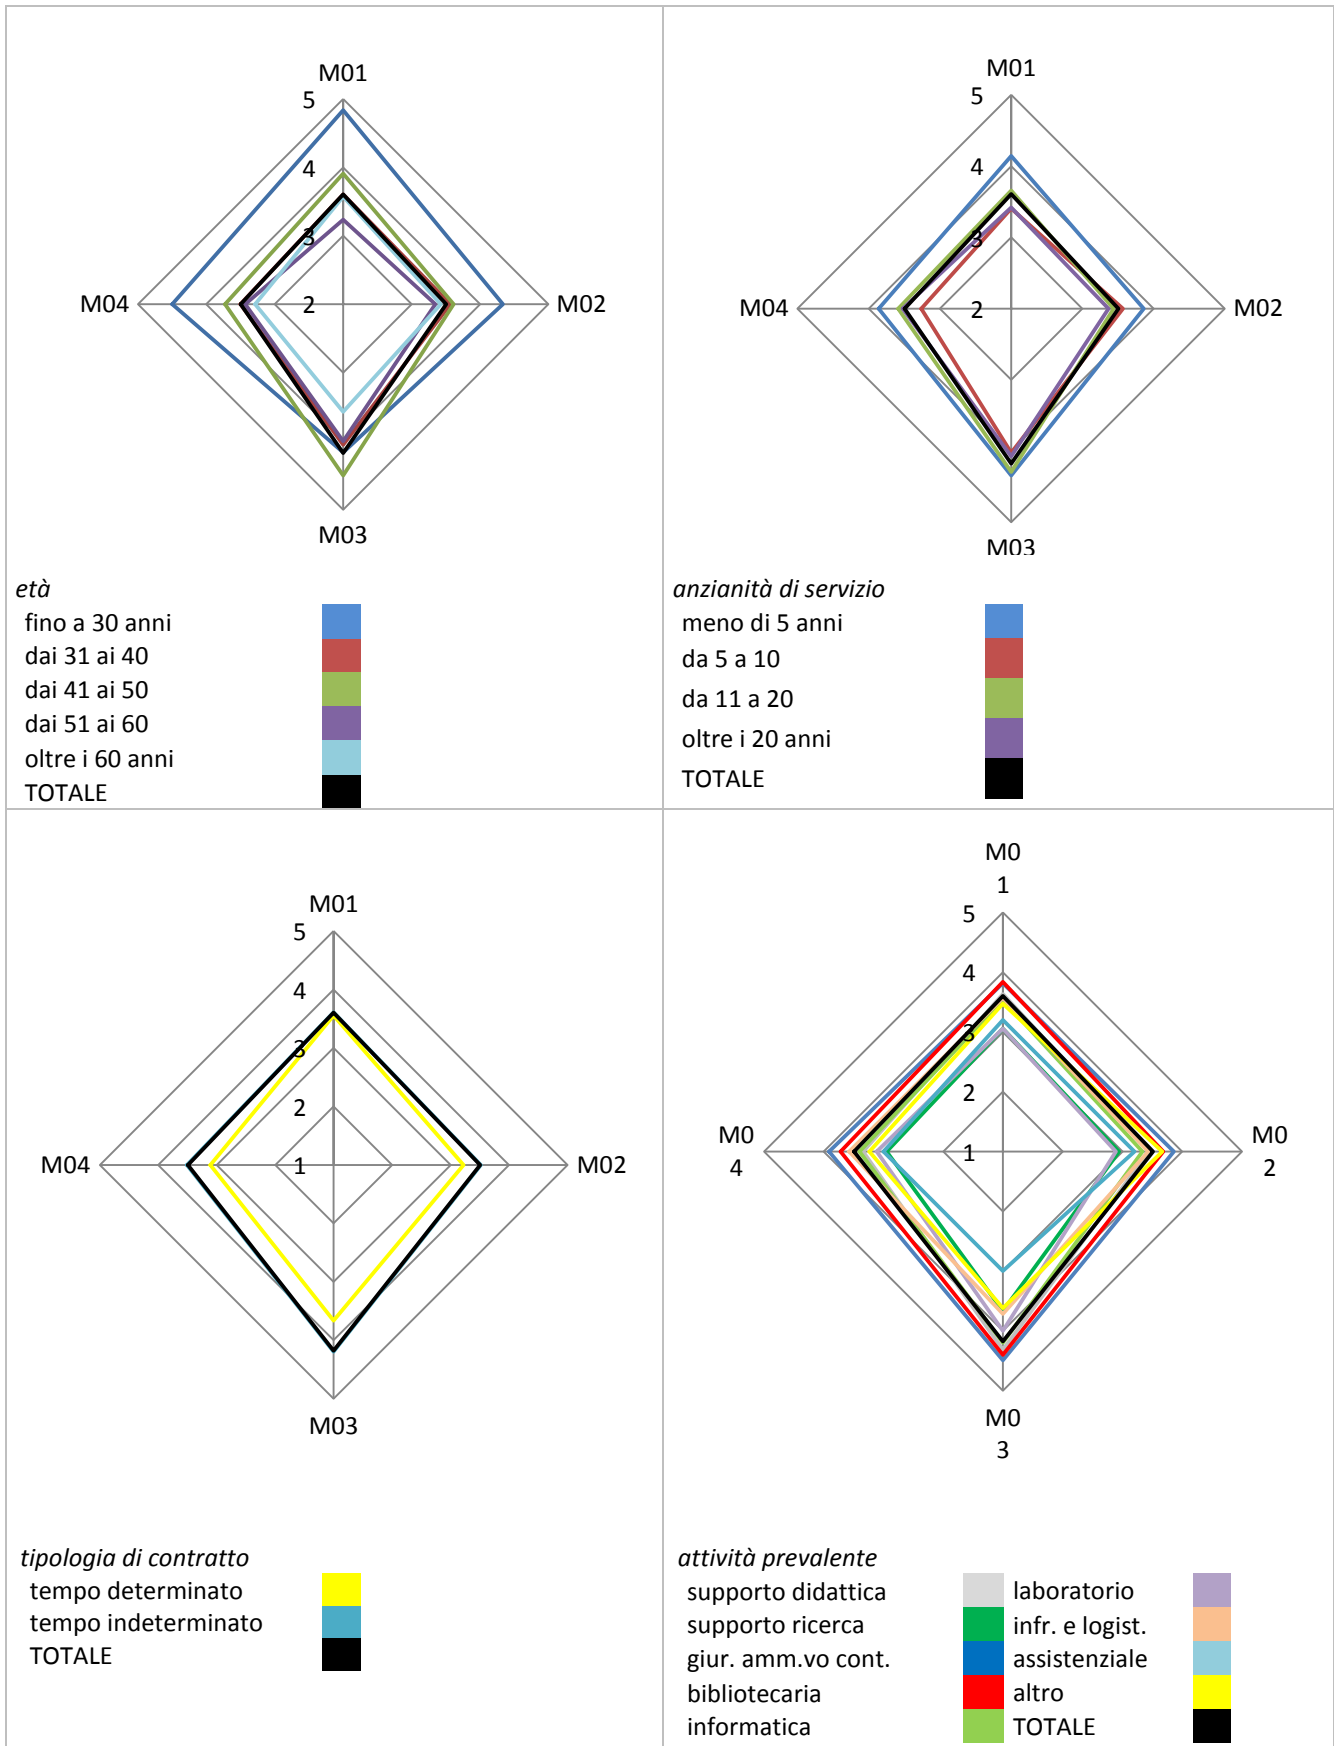 M01
5
4
3
2
M04
M02
M03
età
fino a 30 anni
dai 31 ai 40
dai 41 ai 50
dai 51 ai 60
oltre i 60 anni
TOTALE
M01
5
4
3
2
M04
M02
M03
anzianità di servizio
meno di 5 anni
da 5 a 10
da 11 a 20
oltre i 20 anni
TOTALE
M01
5
4
3
2
1
M04
M02
M03
tipologia di contratto
tempo determinato
tempo indeterminato
TOTALE
M0
1
5
4
3
2
1
M0
4
M0
2
M0
3
attività prevalente
supporto didattica laboratorio
supporto ricerca infr. e logist.
giur. amm.vo cont. assistenziale
bibliotecaria altro
informatica TOTALE